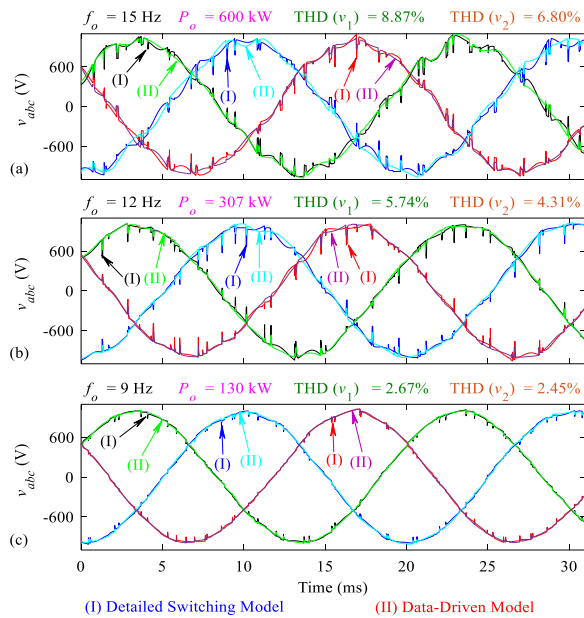 f_o = 15 Hz P_o = 600 kW THD (v_1) = 8.87% THD (v_2) = 6.80%
v_abc (V)
600
0
-600
(I)
(II)
(I)
(II)
(I)
(II)
(a)
f_o = 12 Hz P_o = 307 kW THD (v_1) = 5.74% THD (v_2) = 4.31%
v_abc (V)
600
0
-600
(I)
(II)
(I)
(II)
(II)
(I)
(b)
f_o = 9 Hz P_o = 130 kW THD (v_1) = 2.67% THD (v_2) = 2.45%
v_abc (V)
600
0
-600
(II)
(I)
(I)
(II)
(I)
(II)
(c)
0 5 10 15 20 25 30
Time (ms)
(I) Detailed Switching Model (II) Data-Driven Model